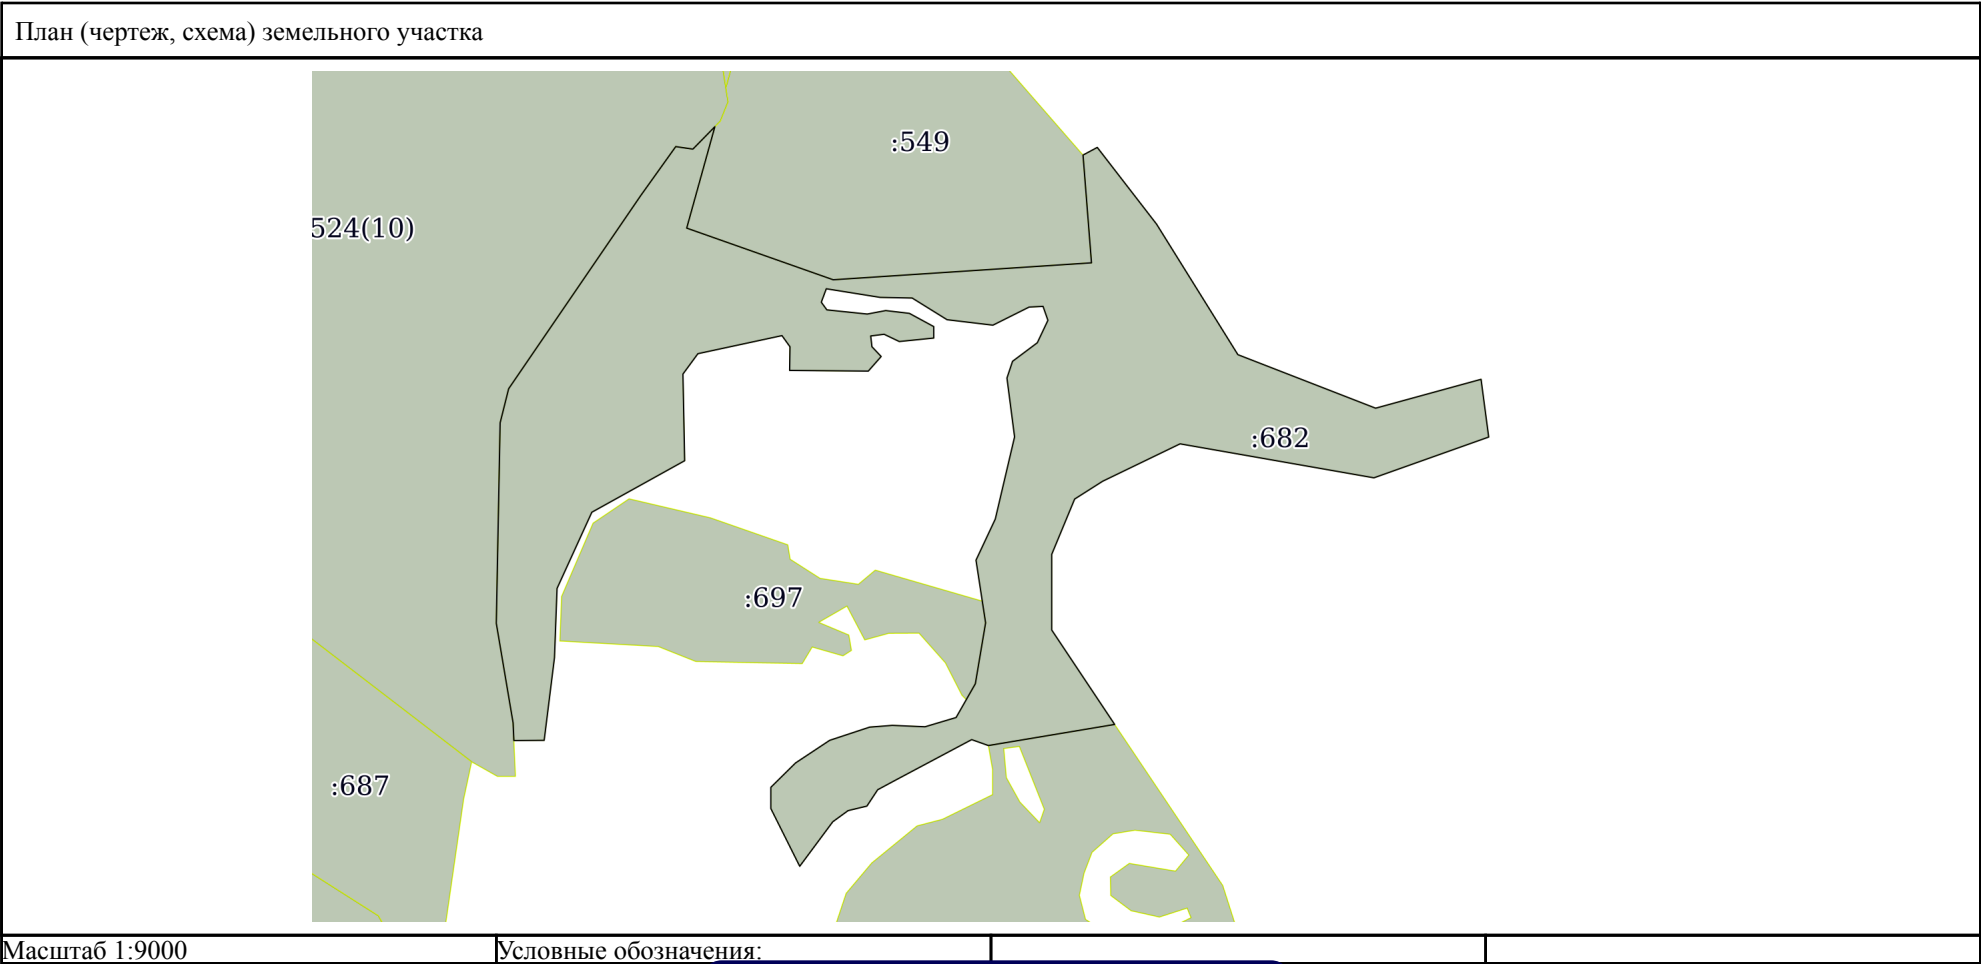 План (чертеж, схема) земельного участка
:549
524(10)
:682
:697
:687
Масштаб 1:9000
Условные обозначения: